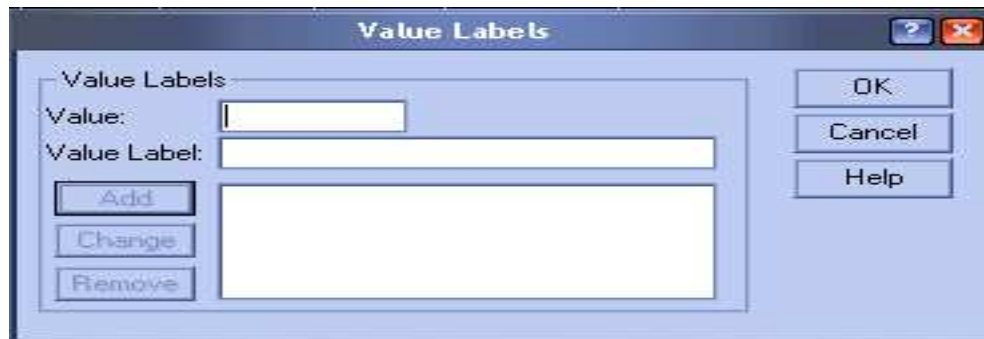 Value Labels
?
Value Labels
OK
Value:
Cancel
Value Label:
Help
Add
Change
Remove